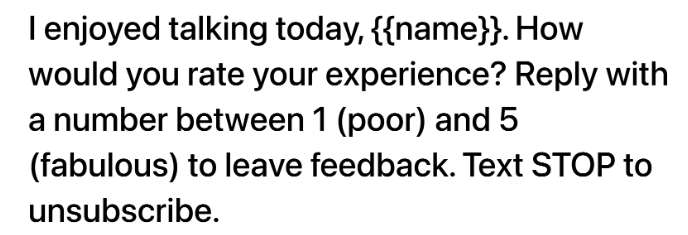 I enjoyed talking today, {{name}}. How
would you rate your experience? Reply with
a number between 1 (poor) and 5
(fabulous) to leave feedback. Text STOP to
unsubscribe.